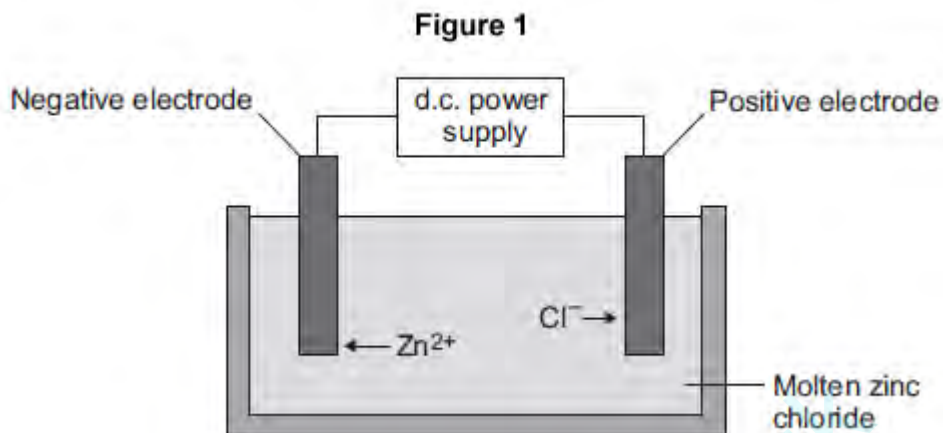 Figure 1
Negative electrode
d.c. power
supply
Positive electrode
Cl⁻
Zn²⁺
Molten zinc
chloride